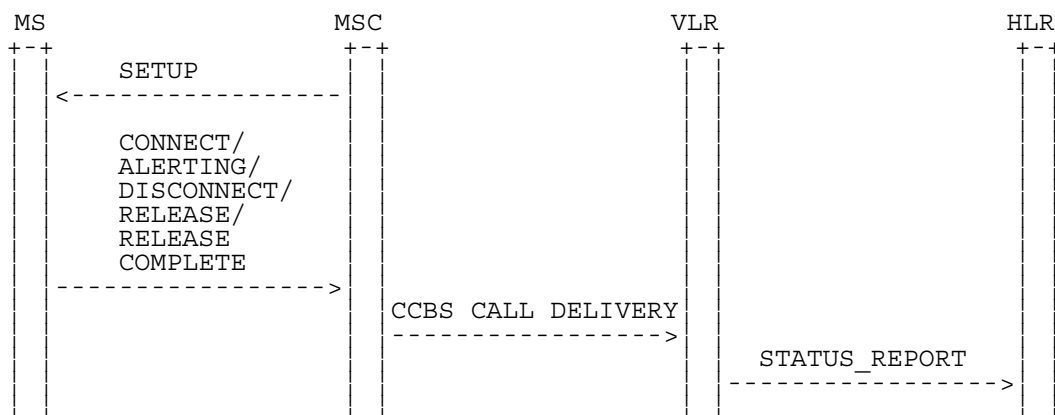 MS MSC VLR HLR
SETUP
CONNECT/
ALERTING/
DISCONNECT/
RELEASE/
RELEASE
COMPLETE
CCBS CALL DELIVERY
STATUS_REPORT